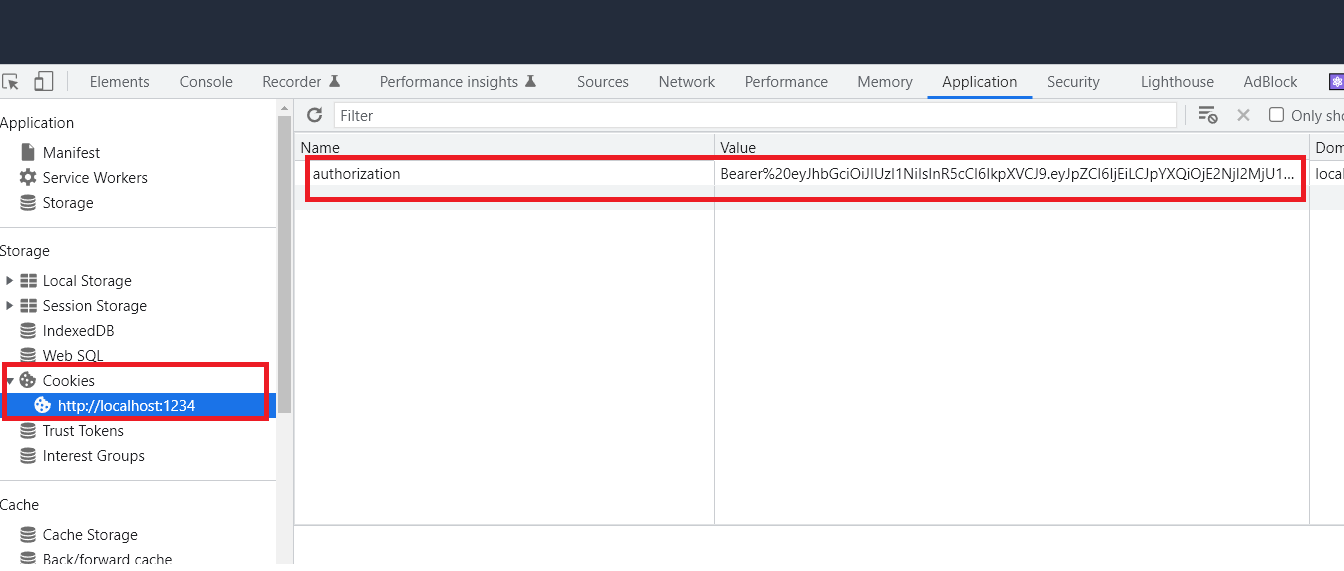 Elements Console Recorder Performance insights Sources Network Performance Memory Application Security Lighthouse AdBlock
Application
Manifest
Service Workers
Storage
Storage
Local Storage
Session Storage
IndexedDB
Web SQL
Cookies
http://localhost:1234
Trust Tokens
Interest Groups
Cache
Cache Storage
Back/forward cache
Filter
Only sho
Name Value Dom
authorization Bearer%20eyJhbGciOiJIUzI1NiIsInR5cCI6IkpXVCJ9.eyJpZCI6IjEiLCJpYXQiOjE2NjI2MjU1... local